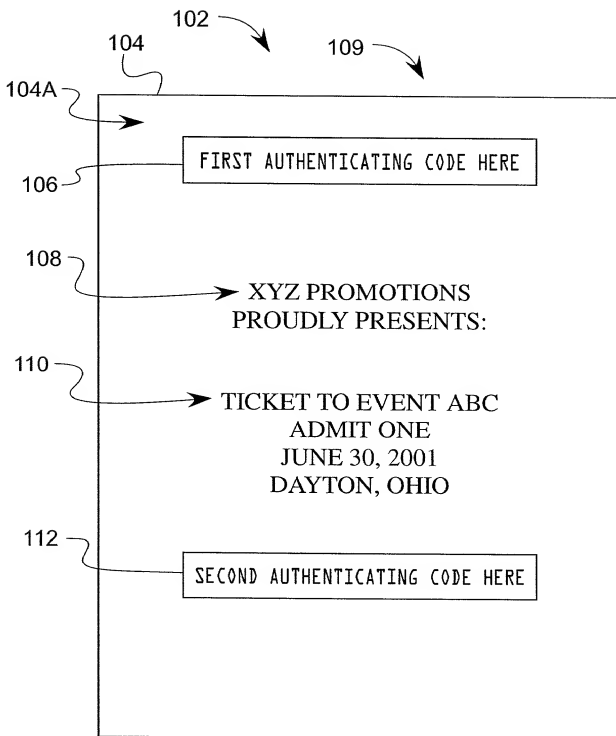 102
104
109
104A
FIRST AUTHENTICATING CODE HERE
106
108
XYZ PROMOTIONS
PROUDLY PRESENTS:
110
TICKET TO EVENT ABC
ADMIT ONE
JUNE 30, 2001
DAYTON, OHIO
112
SECOND AUTHENTICATING CODE HERE